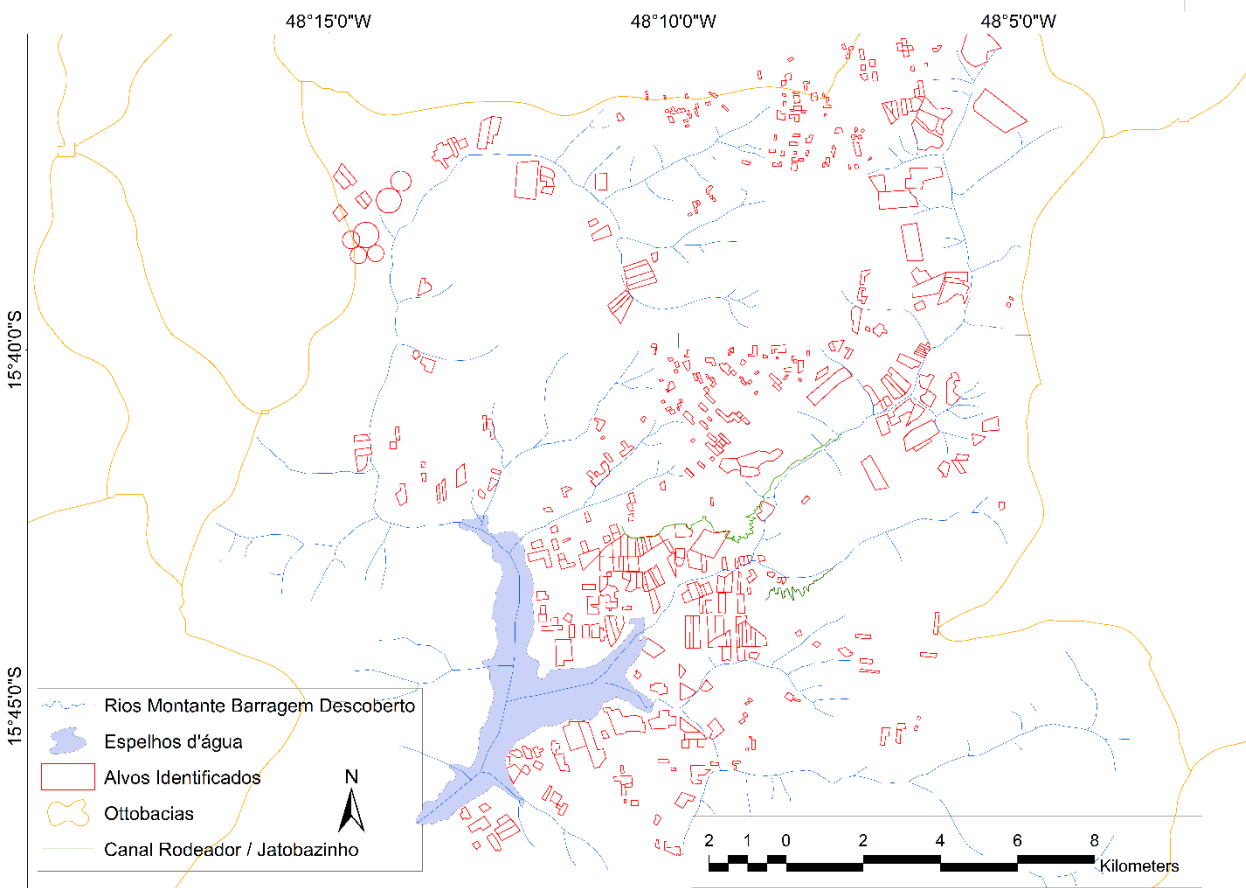 48°15'0"W 48°10'0"W 48°5'0"W
15°40'0"S
15°45'0"S
Rios Montante Barragem Descoberto
Espelhos d'água
Alvos Identificados
N
Ottobacias
Canal Rodeador / Jatobazinho
2 1 0 2 4 6 8
Kilometers